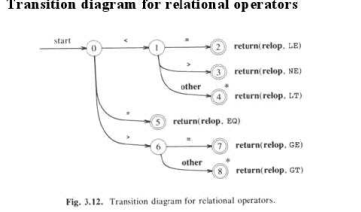 Transition diagram for relational operators
start
0
<
1
=
2
return(relop, LE)
>
3
return(relop, NE)
other
4
*
return(relop, LT)
=
5
return(relop, EQ)
>
6
=
7
return(relop, GE)
other
8
*
return(relop, GT)
Fig. 3.12. Transition diagram for relational operators.